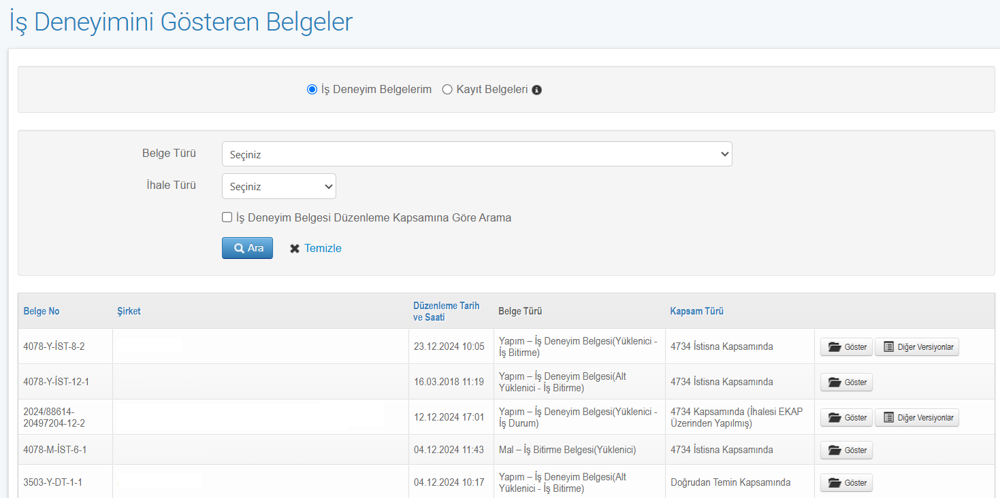 İş Deneyimini Gösteren Belgeler
İş Deneyim Belgelerim Kayıt Belgeleri
Belge Türü Seçiniz
İhale Türü Seçiniz
İş Deneyim Belgesi Düzenleme Kapsamına Göre Arama
Ara Temizle
Belge No Şirket Düzenleme Tarih ve Saati Belge Türü Kapsam Türü
4078-Y-İST-8-2 23.12.2024 10:05 Yapım – İş Deneyim Belgesi(Yüklenici - İş Bitirme) 4734 İstisna Kapsamında Göster Diğer Versiyonlar
4078-Y-İST-12-1 16.03.2018 11:19 Yapım – İş Deneyim Belgesi(Alt Yüklenici - İş Bitirme) 4734 İstisna Kapsamında Göster
2024/88614-20497204-12-2 12.12.2024 17:01 Yapım – İş Deneyim Belgesi(Yüklenici - İş Durum) 4734 Kapsamında (İhalesi EKAP Üzerinden Yapılmış) Göster Diğer Versiyonlar
4078-M-İST-6-1 04.12.2024 11:43 Mal – İş Bitirme Belgesi(Yüklenici) 4734 İstisna Kapsamında Göster
3503-Y-DT-1-1 04.12.2024 10:17 Yapım – İş Deneyim Belgesi(Alt Yüklenici - İş Bitirme) Doğrudan Temin Kapsamında Göster